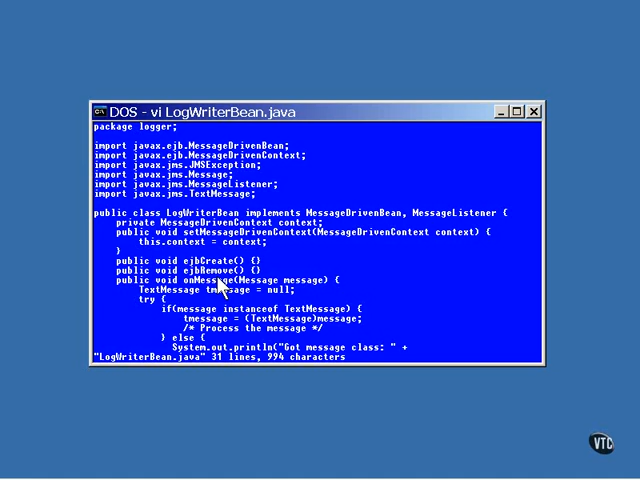 DOS - vi LogWriterBean.java
package logger;
import javax.ejb.MessageDrivenBean;
import javax.ejb.MessageDrivenContext;
import javax.jms.JMSException;
import javax.jms.Message;
import javax.jms.MessageListener;
import javax.jms.TextMessage;
public class LogWriterBean implements MessageDrivenBean, MessageListener {
private MessageDrivenContext context;
public void setMessageDrivenContext(MessageDrivenContext context) {
this.context = context;
}
public void ejbCreate() {}
public void ejbRemove() {}
public void onMessage(Message message) {
TextMessage tmessage = null;
try {
if(message instanceof TextMessage) {
tmessage = (TextMessage)message;
/* Process the message */
} else {
System.out.println("Got message class: " +
"LogWriterBean.java" 31 lines, 994 characters
VTC